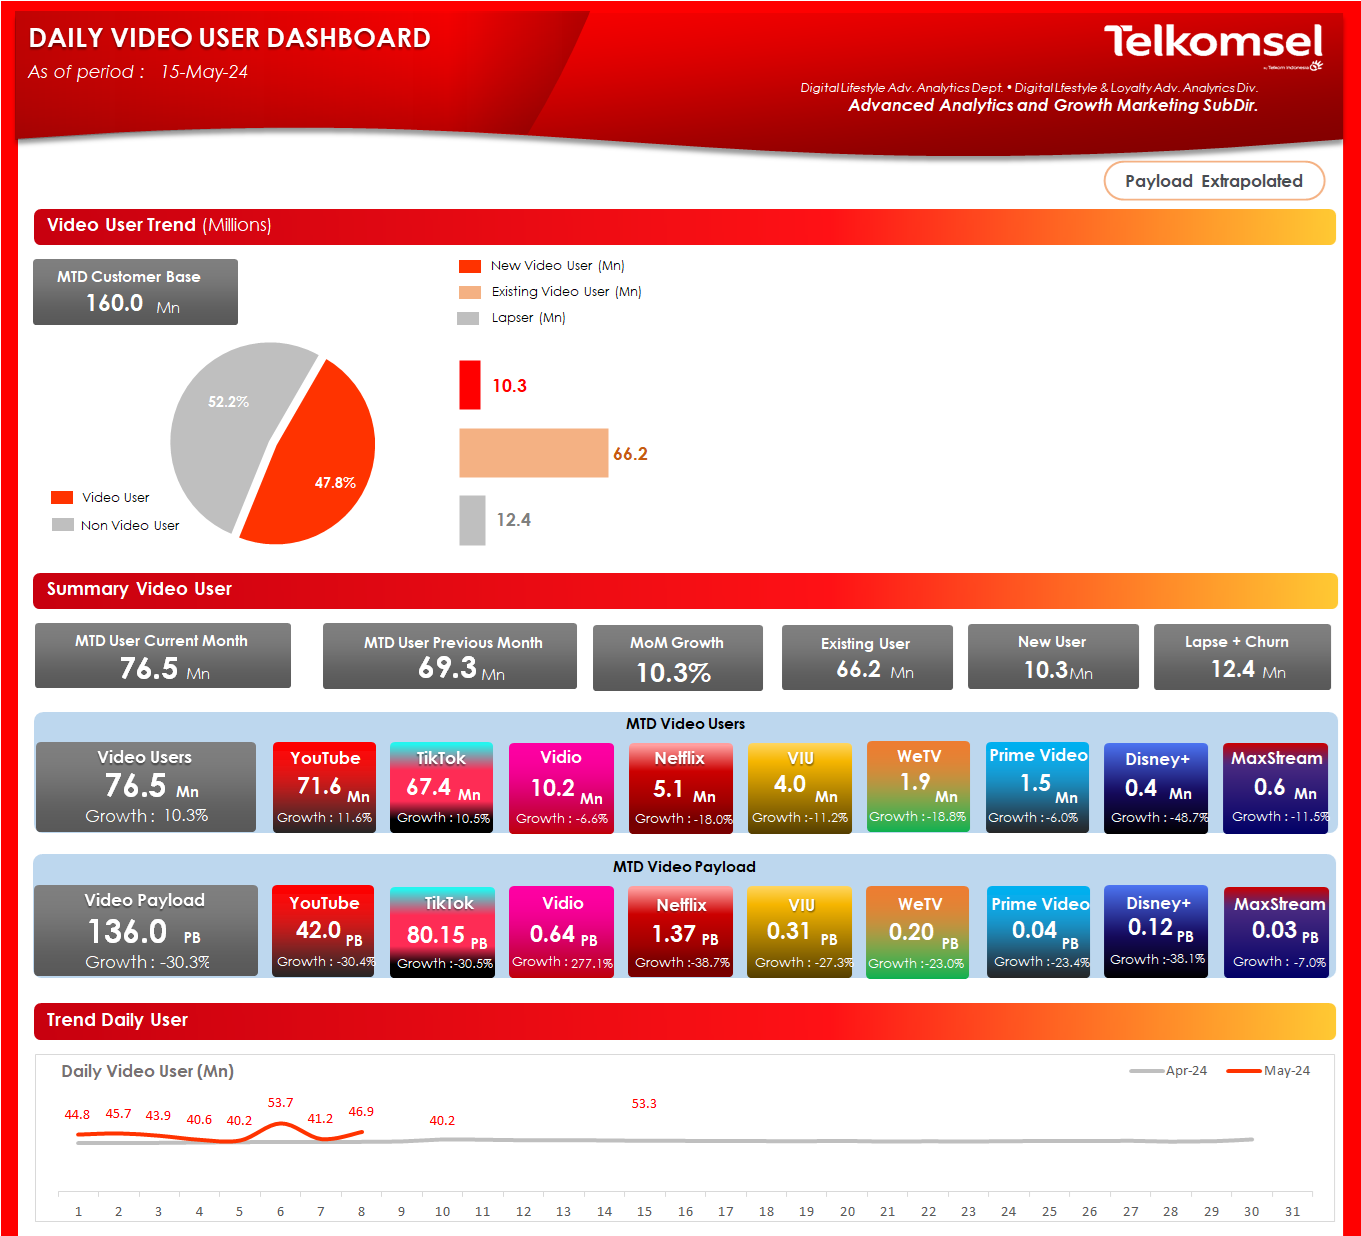 DAILY VIDEO USER DASHBOARD
As of period : 15-May-24
Telkomsel
by Telkom Indonesia
Digital Lifestyle Adv. Analytics Dept. • Digital Lfestyle & Loyalty Adv. Analyrics Div.
Advanced Analytics and Growth Marketing SubDir.
Payload Extrapolated
Video User Trend (Millions)
MTD Customer Base
160.0 Mn
New Video User (Mn)
Existing Video User (Mn)
Lapser (Mn)
52.2%
47.8%
Video User
Non Video User
10.3
66.2
12.4
Summary Video User
MTD User Current Month
76.5 Mn
MTD User Previous Month
69.3 Mn
MoM Growth
10.3%
Existing User
66.2 Mn
New User
10.3 Mn
Lapse + Churn
12.4 Mn
MTD Video Users
Video Users
76.5 Mn
Growth : 10.3%
YouTube
71.6 Mn
Growth : 11.6%
TikTok
67.4 Mn
Growth : 10.5%
Vidio
10.2 Mn
Growth : -6.6%
Netflix
5.1 Mn
Growth : -18.0%
VIU
4.0 Mn
Growth : -11.2%
WeTV
1.9 Mn
Growth : -18.8%
Prime Video
1.5 Mn
Growth : -6.0%
Disney+
0.4 Mn
Growth : -48.7%
MaxStream
0.6 Mn
Growth : -11.5%
MTD Video Payload
Video Payload
136.0 PB
Growth : -30.3%
YouTube
42.0 PB
Growth : -30.4%
TikTok
80.15 PB
Growth : -30.5%
Vidio
0.64 PB
Growth : 277.1%
Netflix
1.37 PB
Growth : -38.7%
VIU
0.31 PB
Growth : -27.3%
WeTV
0.20 PB
Growth : -23.0%
Prime Video
0.04 PB
Growth : -23.4%
Disney+
0.12 PB
Growth : -38.1%
MaxStream
0.03 PB
Growth : -7.0%
Trend Daily User
Daily Video User (Mn)
Apr-24 May-24
44.8 45.7 43.9 40.6 40.2 53.7 41.2 46.9 40.2 53.3
1 2 3 4 5 6 7 8 9 10 11 12 13 14 15 16 17 18 19 20 21 22 23 24 25 26 27 28 29 30 31